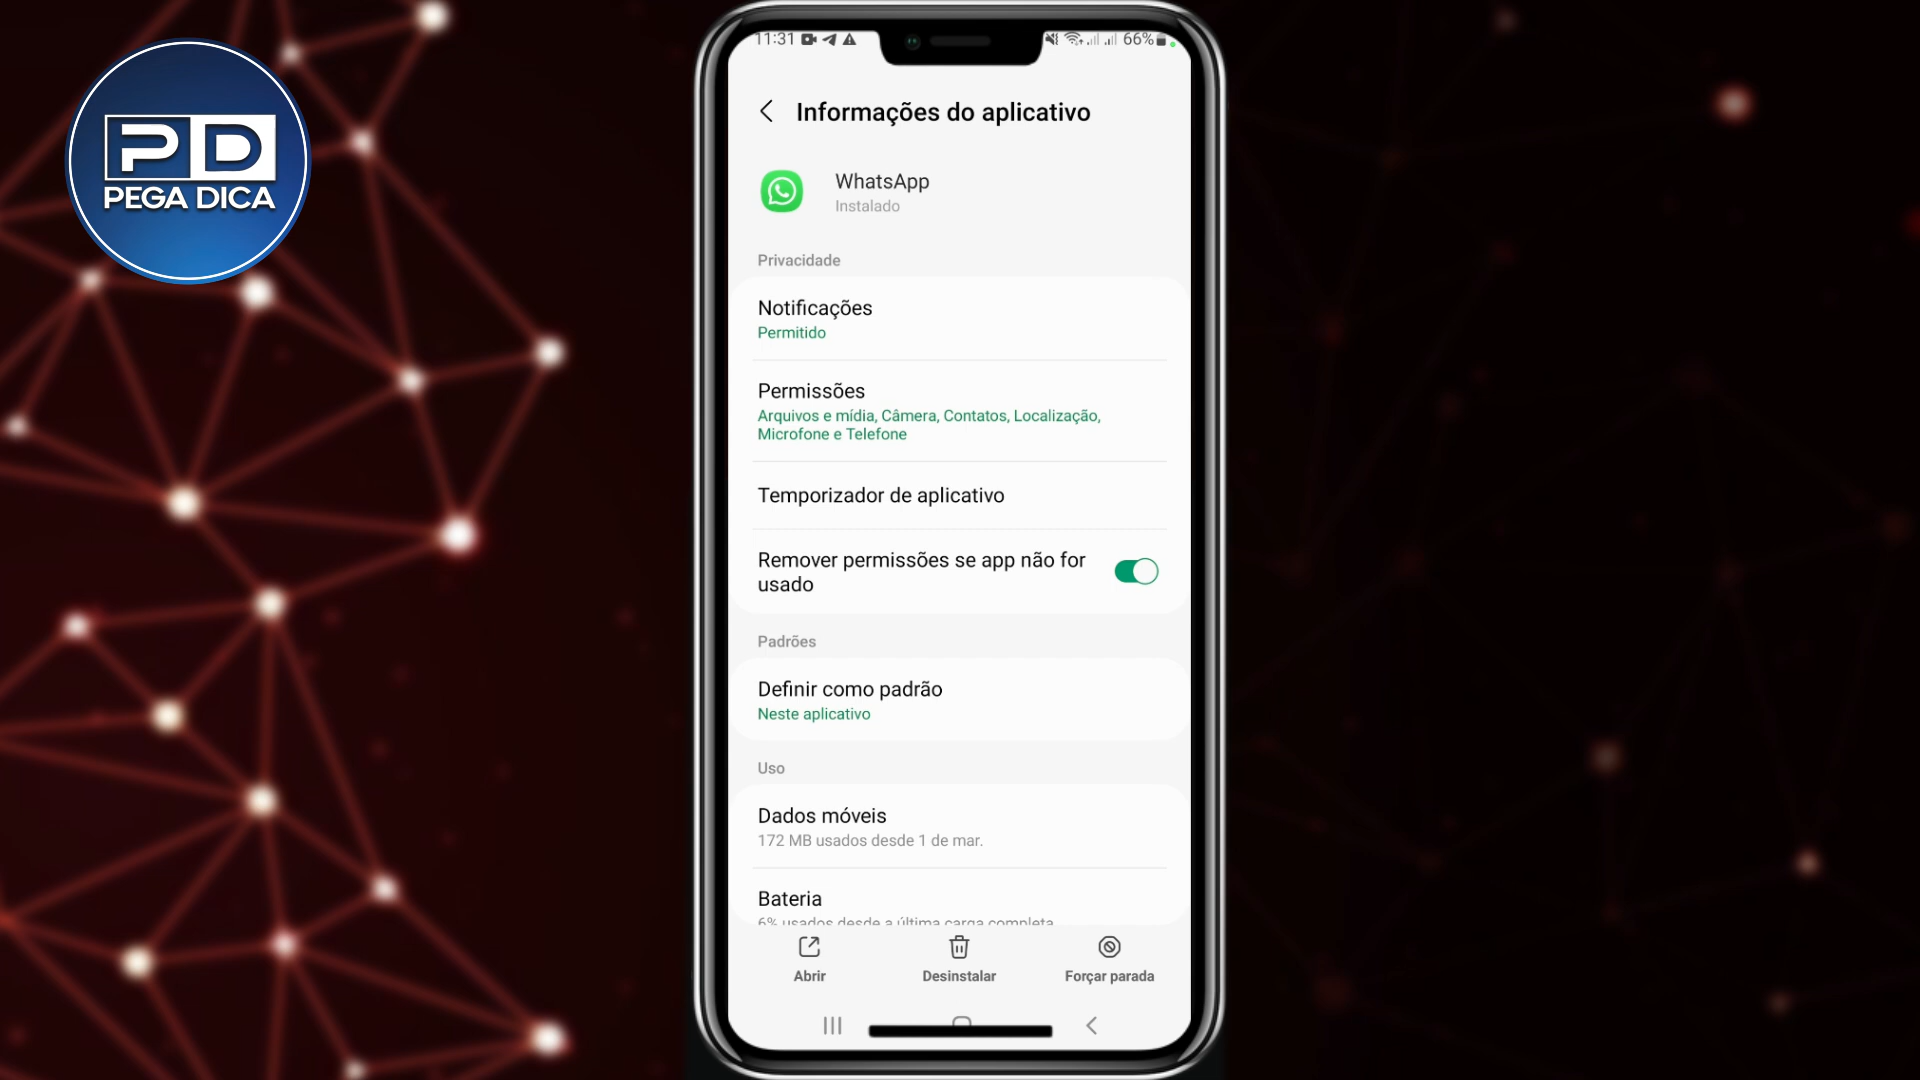 PD
PEGA DICA
11:31
66%
Informações do aplicativo
WhatsApp
Instalado
Privacidade
Notificações
Permitido
Permissões
Arquivos e mídia, Câmera, Contatos, Localização,
Microfone e Telefone
Temporizador de aplicativo
Remover permissões se app não for
usado
Padrões
Definir como padrão
Neste aplicativo
Uso
Dados móveis
172 MB usados desde 1 de mar.
Bateria
6% usados desde a última carga completa
Abrir
Desinstalar
Forçar parada